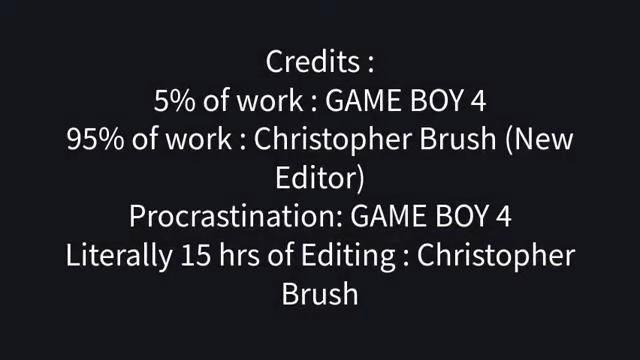 Credits :
5% of work : GAME BOY 4
95% of work : Christopher Brush (New
Editor)
Procrastination: GAME BOY 4
Literally 15 hrs of Editing : Christopher
Brush